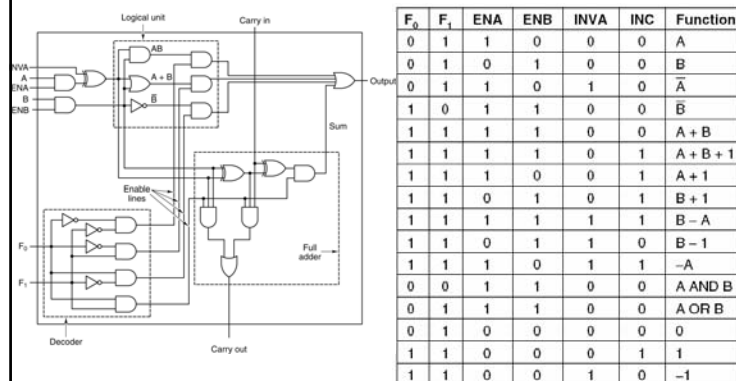 Logical unit
Carry in
AB
INVA
A
ENA
A + B
Output
B
ENB
B̅
Sum
Enable lines
F₀
Full adder
F₁
Decoder
Carry out
F₀ F₁ ENA ENB INVA INC Function
0 1 1 0 0 0 A
0 1 0 1 0 0 B
0 1 1 0 1 0 A̅
1 0 1 1 0 0 B̅
1 1 1 1 0 0 A + B
1 1 1 1 0 1 A + B + 1
1 1 1 0 0 1 A + 1
1 1 0 1 0 1 B + 1
1 1 1 1 1 1 B − A
1 1 0 1 1 0 B − 1
1 1 1 0 1 1 −A
0 0 1 1 0 0 A AND B
0 1 1 1 0 0 A OR B
0 1 0 0 0 0 0
1 1 0 0 0 1 1
1 1 0 0 1 0 −1